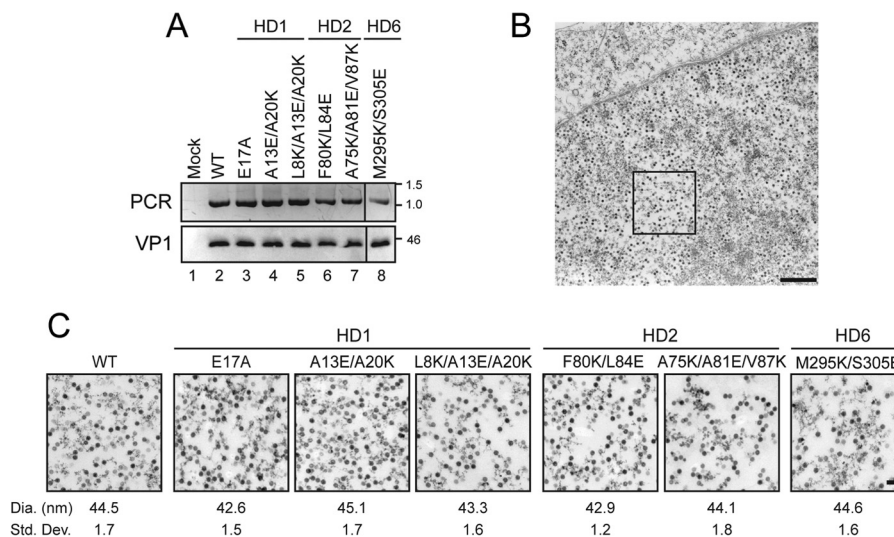 A
HD1 HD2 HD6
Mock WT E17A A13E/A20K L8K/A13E/A20K F80K/L84E A75K/A81E/V87K M295K/S305E
PCR 1.5
1.0
VP1 46
1 2 3 4 5 6 7 8
B
C
HD1 HD2 HD6
WT E17A A13E/A20K L8K/A13E/A20K F80K/L84E A75K/A81E/V87K M295K/S305E
Dia. (nm) 44.5 42.6 45.1 43.3 42.9 44.1 44.6
Std. Dev. 1.7 1.5 1.7 1.6 1.2 1.8 1.6